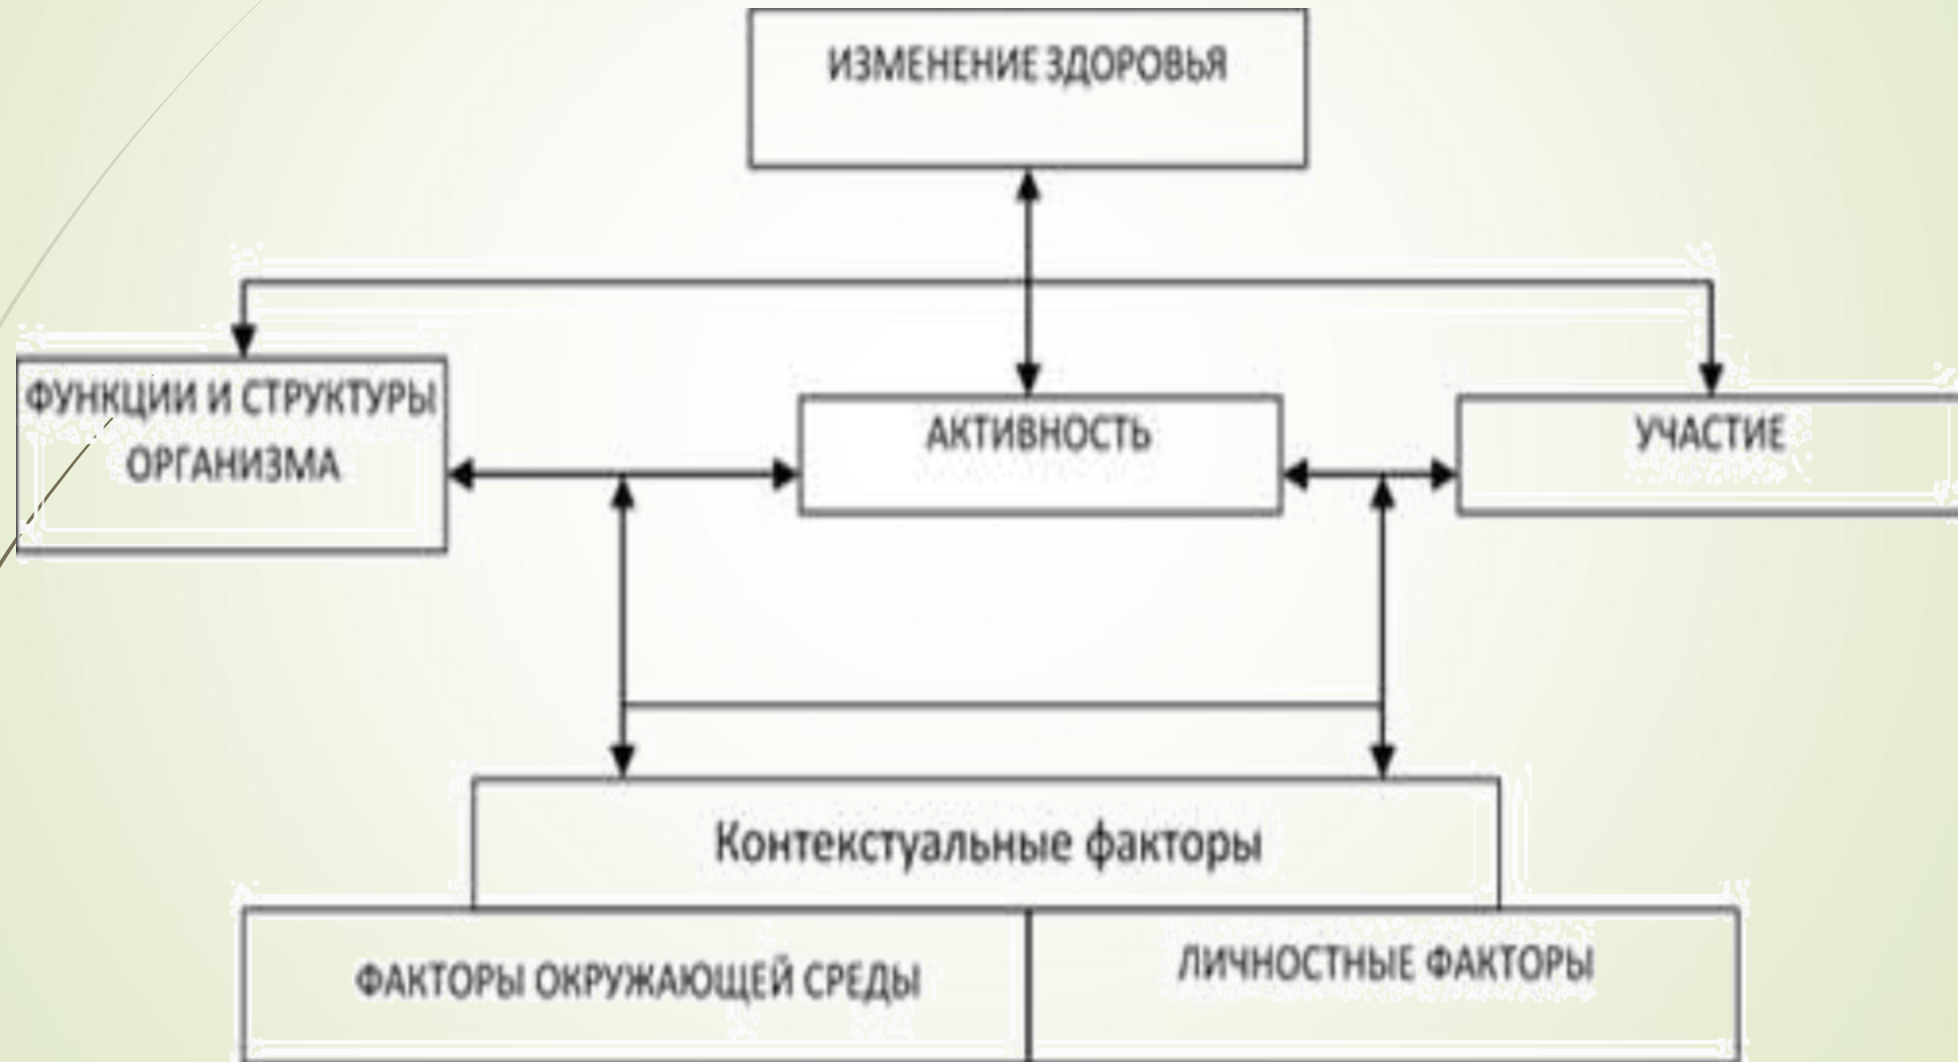 ИЗМЕНЕНИЕ ЗДОРОВЬЯ
ФУНКЦИИ И СТРУКТУРЫ
ОРГАНИЗМА
АКТИВНОСТЬ
УЧАСТИЕ
Контекстуальные факторы
ФАКТОРЫ ОКРУЖАЮЩЕЙ СРЕДЫ
ЛИЧНОСТНЫЕ ФАКТОРЫ